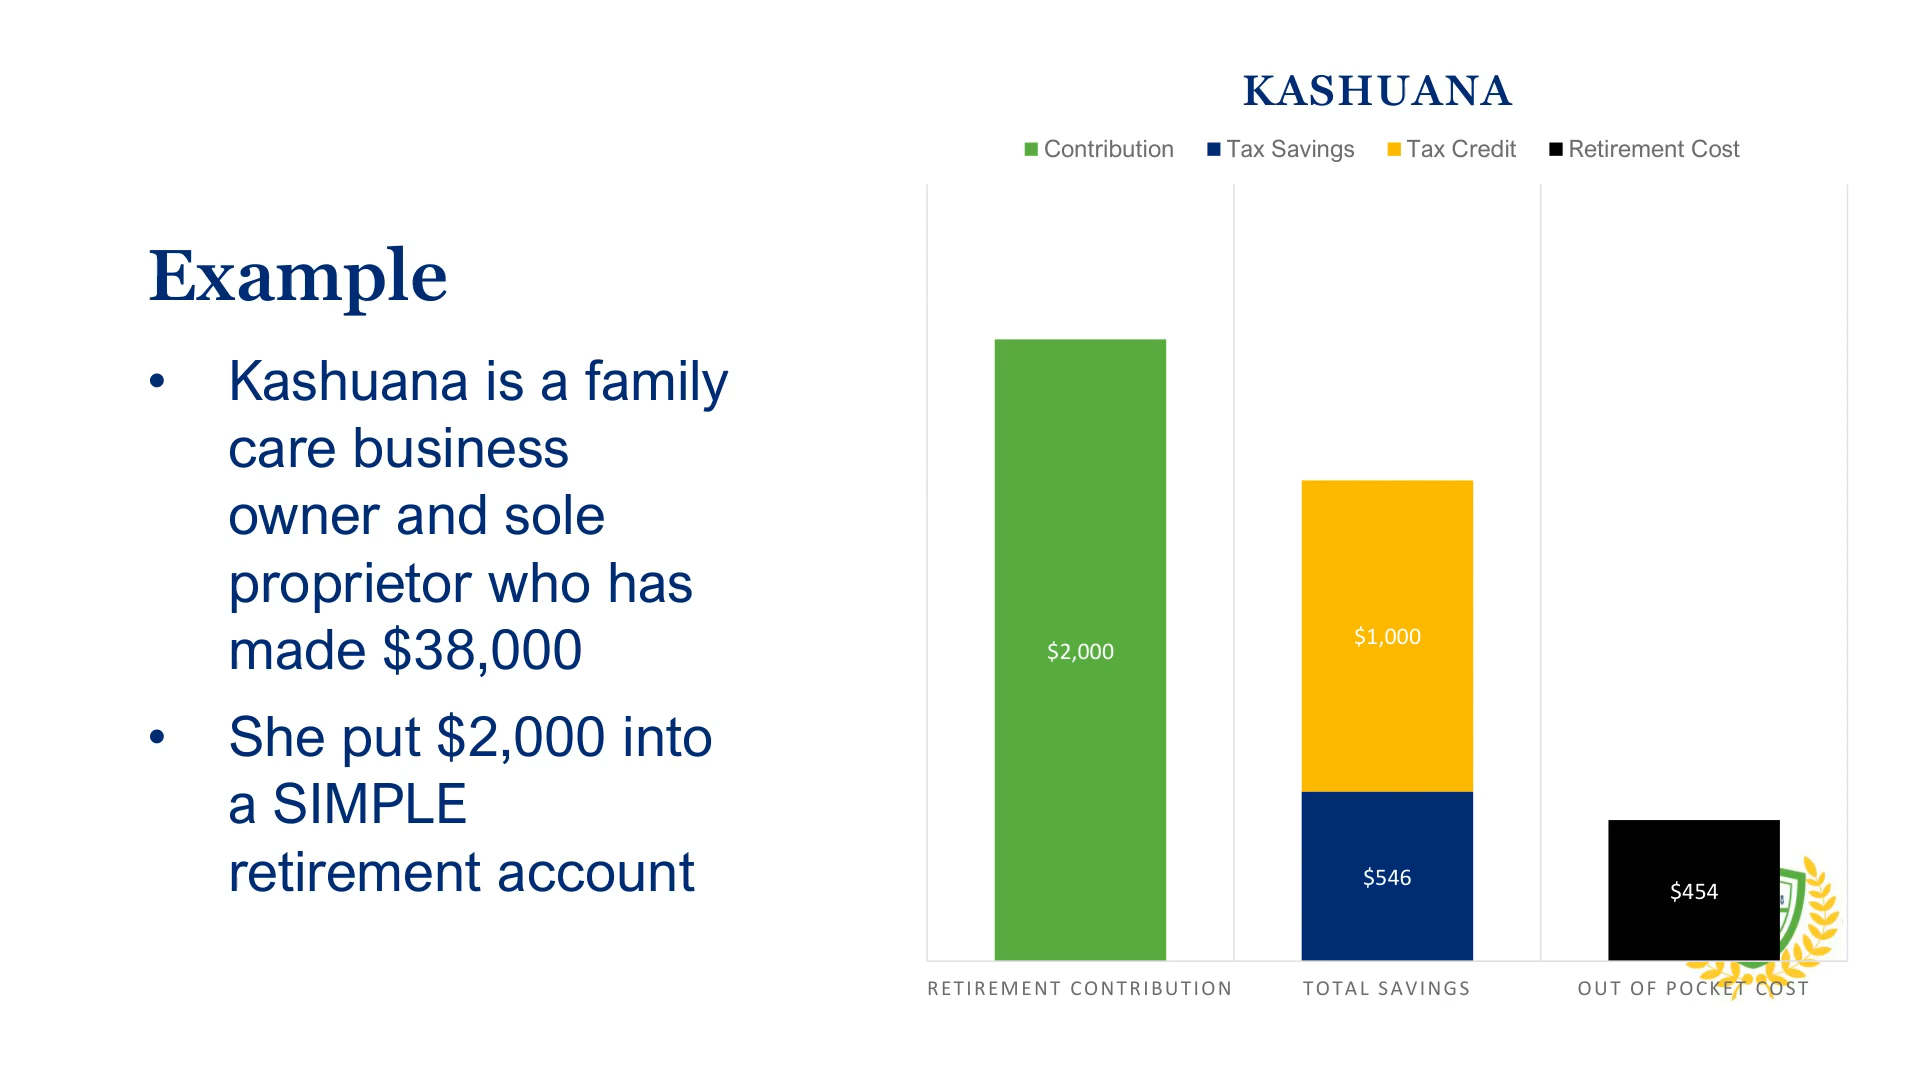 KASHUANA
Contribution Tax Savings Tax Credit Retirement Cost
Example
• Kashuana is a family
care business
owner and sole
proprietor who has
made $38,000
• She put $2,000 into
a SIMPLE
retirement account
$2,000
$1,000
$546
$454
RETIREMENT CONTRIBUTION
TOTAL SAVINGS
OUT OF POCKET COST